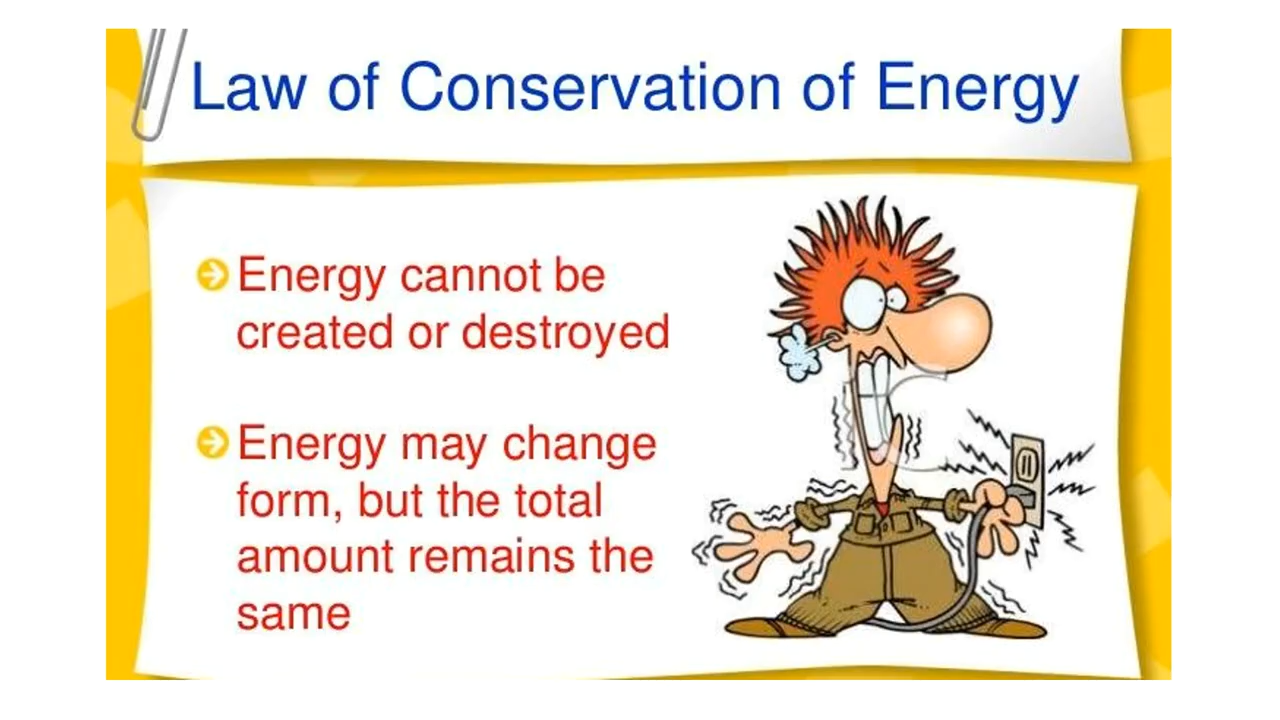 Law of Conservation of Energy
Energy cannot be
created or destroyed
Energy may change
form, but the total
amount remains the
same